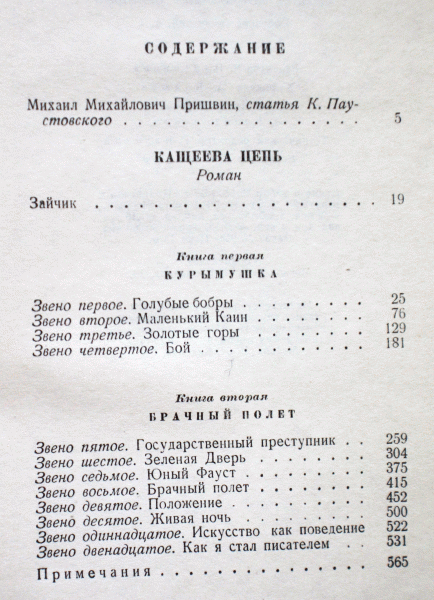 СОДЕРЖАНИЕ
Михаил Михайлович Пришвин, статья К. Пау-
стовского . . . . . . . . . . . . . . . . . 5
КАЩЕЕВА ЦЕПЬ
Роман
Зайчик . . . . . . . . . . . . . . . . . . 19
Книга первая
КУРЫМУШКА
Звено первое. Голубые бобры . . . . . . . . 25
Звено второе. Маленький Каин . . . . . . . 76
Звено третье. Золотые горы . . . . . . . . 129
Звено четвертое. Бой . . . . . . . . . . . 181
Книга вторая
БРАЧНЫЙ ПОЛЕТ
Звено пятое. Государственный преступник . . 259
Звено шестое. Зеленая Дверь . . . . . . . . 304
Звено седьмое. Юный Фауст . . . . . . . . . 375
Звено восьмое. Брачный полет . . . . . . . 415
Звено девятое. Положение . . . . . . . . . 452
Звено десятое. Живая ночь . . . . . . . . . 500
Звено одиннадцатое. Искусство как поведение 522
Звено двенадцатое. Как я стал писателем . . 531
Примечания . . . . . . . . . . . . . . . . 565